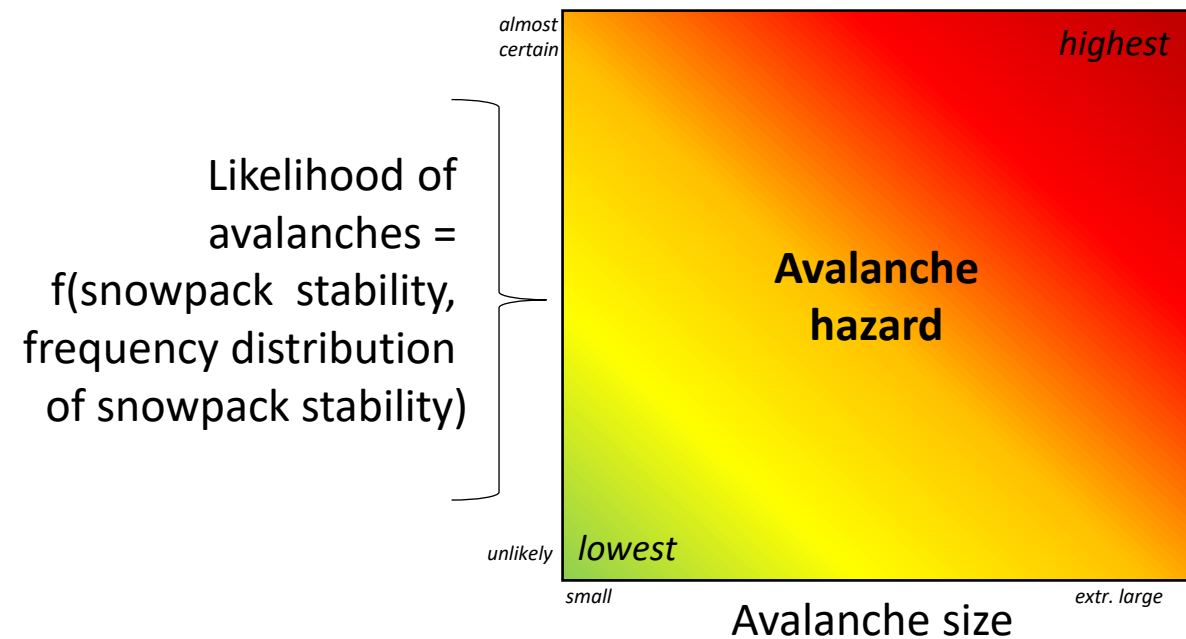 almost
certain
highest
Likelihood of
avalanches =
f(snowpack stability,
frequency distribution
of snowpack stability)
Avalanche
hazard
unlikely
lowest
small
extr. large
Avalanche size